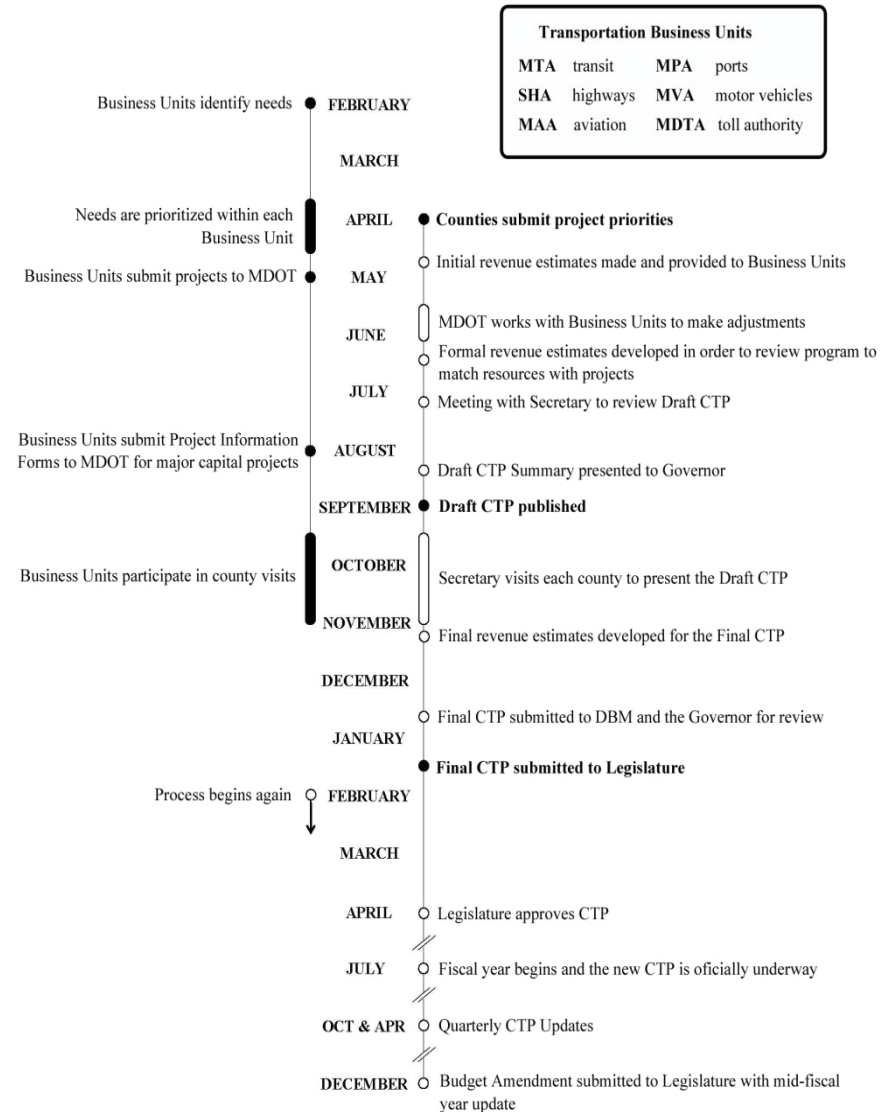 Transportation Business Units
MTA transit MPA ports
SHA highways MVA motor vehicles
MAA aviation MDTA toll authority
Business Units identify needs
FEBRUARY
MARCH
Needs are prioritized within each
Business Unit
APRIL
Counties submit project priorities
Initial revenue estimates made and provided to Business Units
Business Units submit projects to MDOT
MAY
MDOT works with Business Units to make adjustments
JUNE
Formal revenue estimates developed in order to review program to
match resources with projects
JULY
Meeting with Secretary to review Draft CTP
Business Units submit Project Information
Forms to MDOT for major capital projects
AUGUST
Draft CTP Summary presented to Governor
SEPTEMBER
Draft CTP published
Business Units participate in county visits
OCTOBER
Secretary visits each county to present the Draft CTP
NOVEMBER
Final revenue estimates developed for the Final CTP
DECEMBER
Final CTP submitted to DBM and the Governor for review
JANUARY
Final CTP submitted to Legislature
Process begins again
FEBRUARY
MARCH
APRIL
Legislature approves CTP
JULY
Fiscal year begins and the new CTP is oficially underway
OCT & APR
Quarterly CTP Updates
DECEMBER
Budget Amendment submitted to Legislature with mid-fiscal
year update